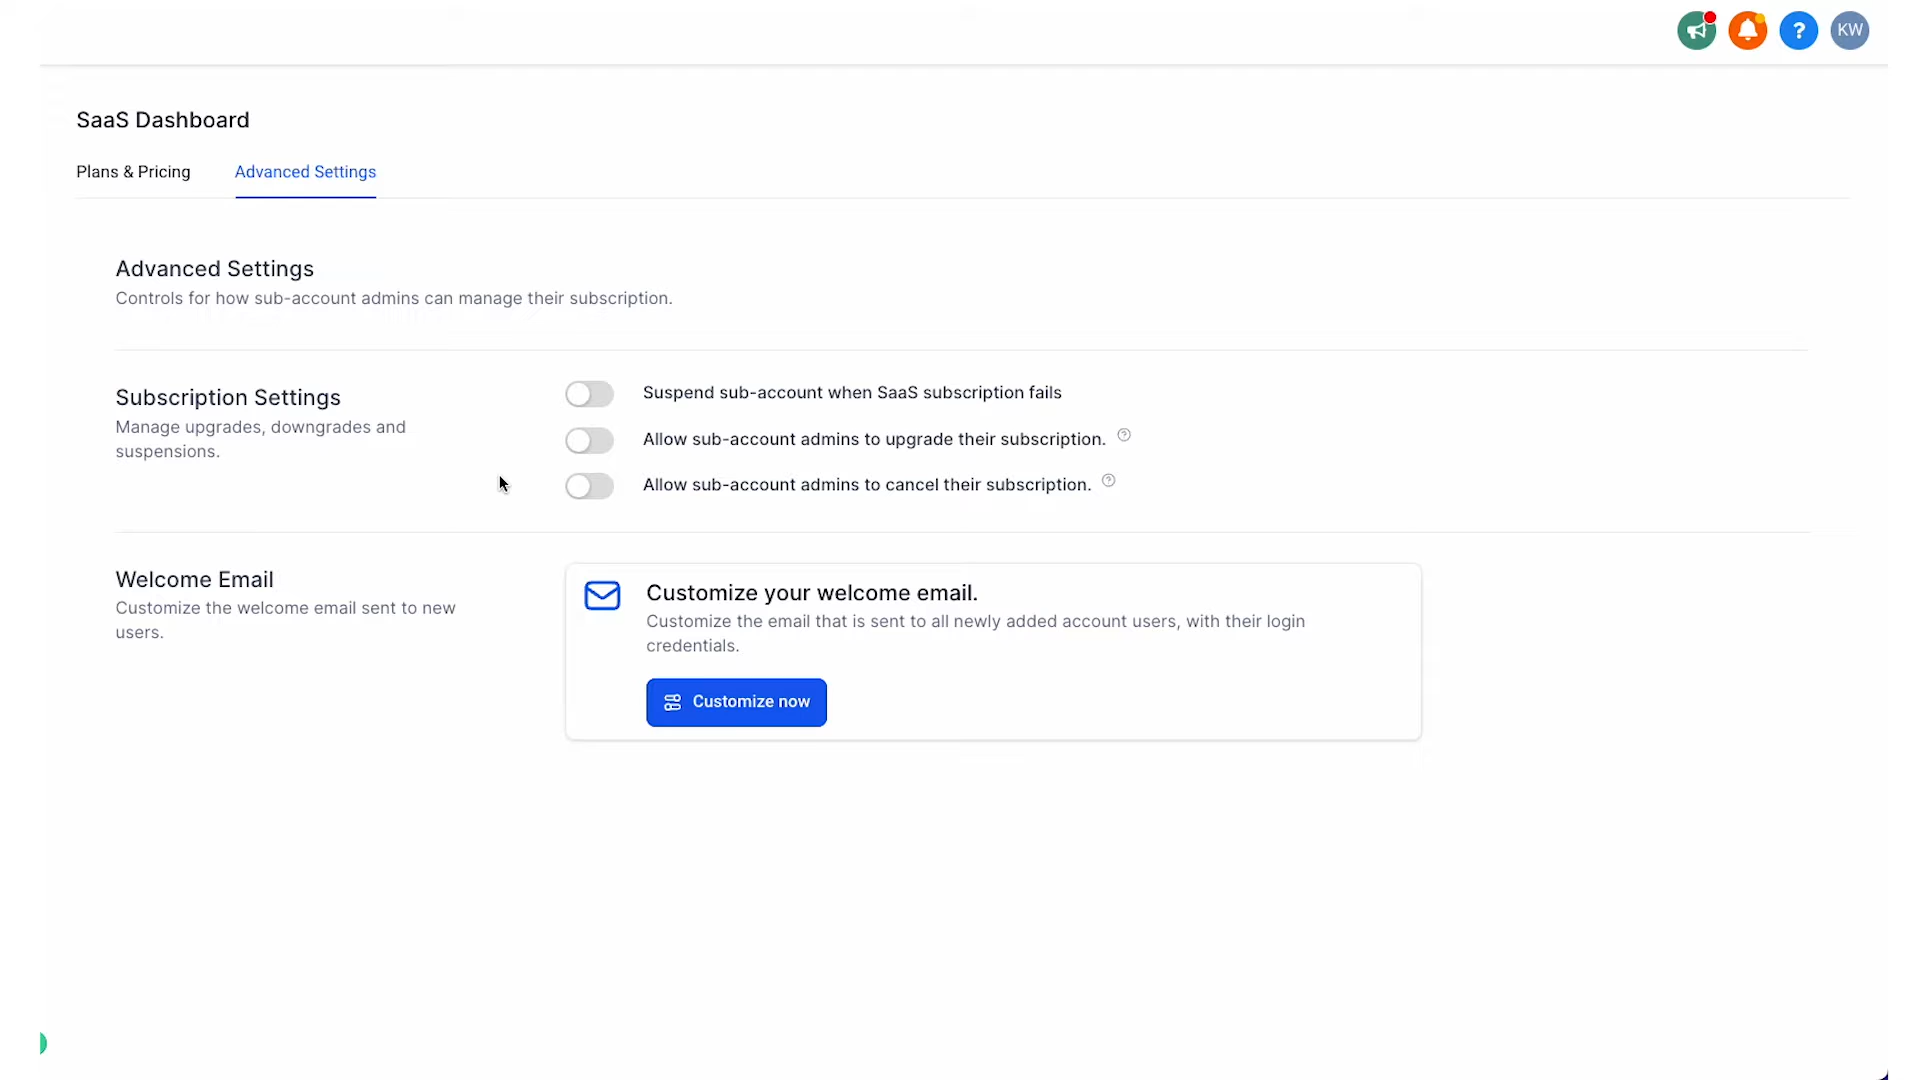 KW
SaaS Dashboard
Plans & Pricing
Advanced Settings
Advanced Settings
Controls for how sub-account admins can manage their subscription.
Subscription Settings
Manage upgrades, downgrades and
suspensions.
Suspend sub-account when SaaS subscription fails
Allow sub-account admins to upgrade their subscription. ?
Allow sub-account admins to cancel their subscription. ?
Welcome Email
Customize the welcome email sent to new
users.
Customize your welcome email.
Customize the email that is sent to all newly added account users, with their login
credentials.
Customize now